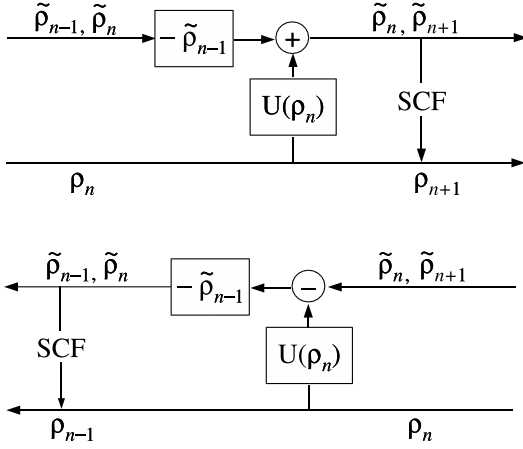 ρ̃n-1, ρ̃n
− ρ̃n-1
+
ρ̃n, ρ̃n+1
U(ρn)
SCF
ρn
ρn+1
ρ̃n-1, ρ̃n
− ρ̃n-1
−
ρ̃n, ρ̃n+1
SCF
U(ρn)
ρn-1
ρn